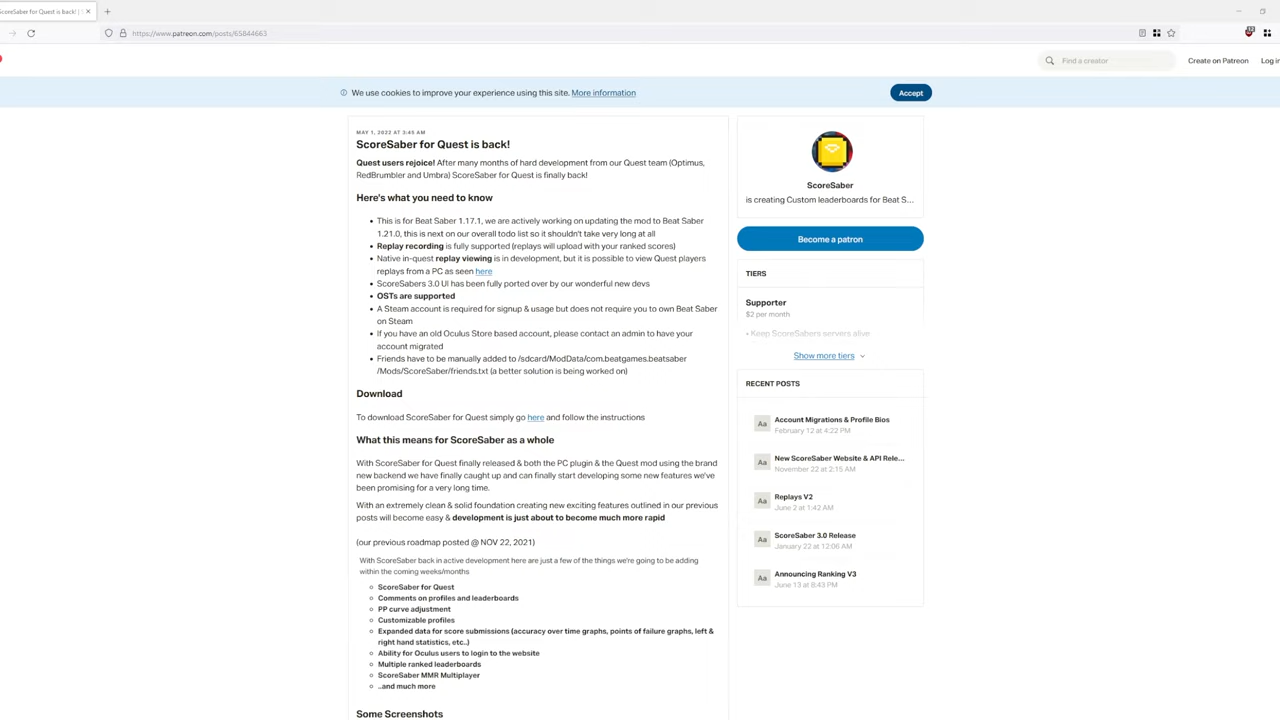 ScoreSaber for Quest is back! | S
https://www.patreon.com/posts/65844663
Find a creator
Create on Patreon
Log in
We use cookies to improve your experience using this site. More information
Accept
MAY 1, 2022 AT 3:45 AM
ScoreSaber for Quest is back!
Quest users rejoice! After many months of hard development from our Quest team (Optimus,
RedBrumbler and Umbra) ScoreSaber for Quest is finally back!
Here's what you need to know
This is for Beat Saber 1.17.1, we are actively working on updating the mod to Beat Saber
1.21.0, this is next on our overall todo list so it shouldn't take very long at all
Replay recording is fully supported (replays will upload with your ranked scores)
Native in-quest replay viewing is in development, but it is possible to view Quest players
replays from a PC as seen here
ScoreSabers 3.0 UI has been fully ported over by our wonderful new devs
OSTs are supported
A Steam account is required for signup & usage but does not require you to own Beat Saber
on Steam
If you have an old Oculus Store based account, please contact an admin to have your
account migrated
Friends have to be manually added to /sdcard/ModData/com.beatgames.beatsaber
/Mods/ScoreSaber/friends.txt (a better solution is being worked on)
Download
To download ScoreSaber for Quest simply go here and follow the instructions
What this means for ScoreSaber as a whole
With ScoreSaber for Quest finally released & both the PC plugin & the Quest mod using the brand
new backend we have finally caught up and can finally start developing some new features we've
been promising for a very long time.
With an extremely clean & solid foundation creating new exciting features outlined in our previous
posts will become easy & development is just about to become much more rapid
(our previous roadmap posted @ NOV 22, 2021)
With ScoreSaber back in active development here are just a few of the things we're going to be adding
within the coming weeks/months
ScoreSaber for Quest
Comments on profiles and leaderboards
PP curve adjustment
Customizable profiles
Expanded data for score submissions (accuracy over time graphs, points of failure graphs, left &
right hand statistics, etc..)
Ability for Oculus users to login to the website
Multiple ranked leaderboards
ScoreSaber MMR Multiplayer
..and much more
Some Screenshots
ScoreSaber
is creating Custom leaderboards for Beat S...
Become a patron
TIERS
Supporter
$2 per month
• Keep ScoreSabers servers alive
Show more tiers
RECENT POSTS
Aa
Account Migrations & Profile Bios
February 12 at 4:22 PM
Aa
New ScoreSaber Website & API Rele...
November 22 at 2:15 AM
Aa
Replays V2
June 2 at 1:42 AM
Aa
ScoreSaber 3.0 Release
January 22 at 12:06 AM
Aa
Announcing Ranking V3
June 13 at 8:43 PM